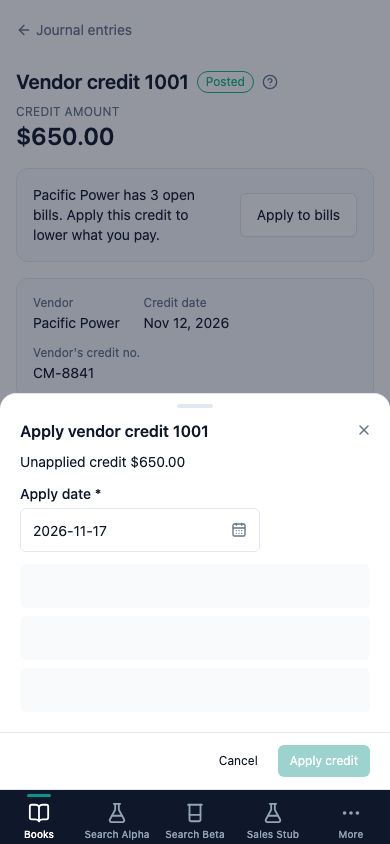 Journal entries
Vendor credit 1001 Posted
CREDIT AMOUNT
$650.00
Pacific Power has 3 open
bills. Apply this credit to
lower what you pay.
Apply to bills
Vendor Credit date
Pacific Power Nov 12, 2026
Vendor's credit no.
CM-8841
Apply vendor credit 1001
Unapplied credit $650.00
Apply date *
2026-11-17
Cancel Apply credit
Books Search Alpha Search Beta Sales Stub More